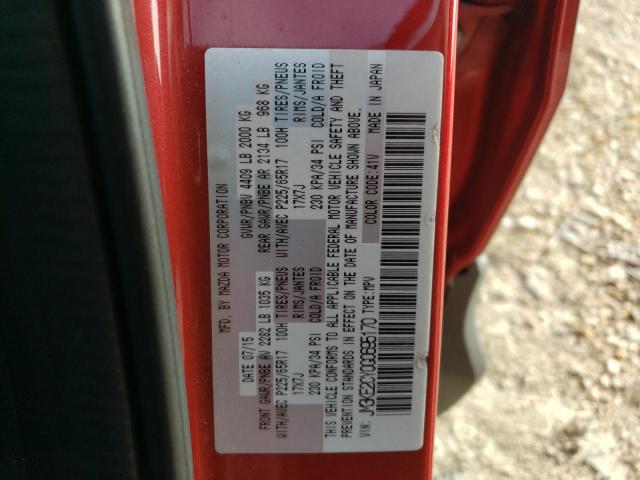 MFD. BY MAZDA MOTOR CORPORATION
DATE 07/15 GVWR/PNBV 4409 LB 2000 KG
FRONT GAWR/PNBE AV 2282 LB 1035 KG REAR GAWR/PNBE AR 2134 LB 968 KG
WITH/AVEC P225/65R17 100H TIRES/PNEUS WITH/AVEC P225/65R17 100H TIRES/PNEUS
17X7J RIMS/JANTES 17X7J RIMS/JANTES
230 KPA/34 PSI COLD/A FROID 230 KPA/34 PSI COLD/A FROID
THIS VEHICLE CONFORMS TO ALL APPLICABLE FEDERAL MOTOR VEHICLE SAFETY AND THEFT
PREVENTION STANDARDS IN EFFECT ON THE DATE OF MANUFACTURE SHOWN ABOVE.
VIN: JM3KE2CY0G0695170 TYPE:MPV COLOR CODE:41V MADE IN JAPAN